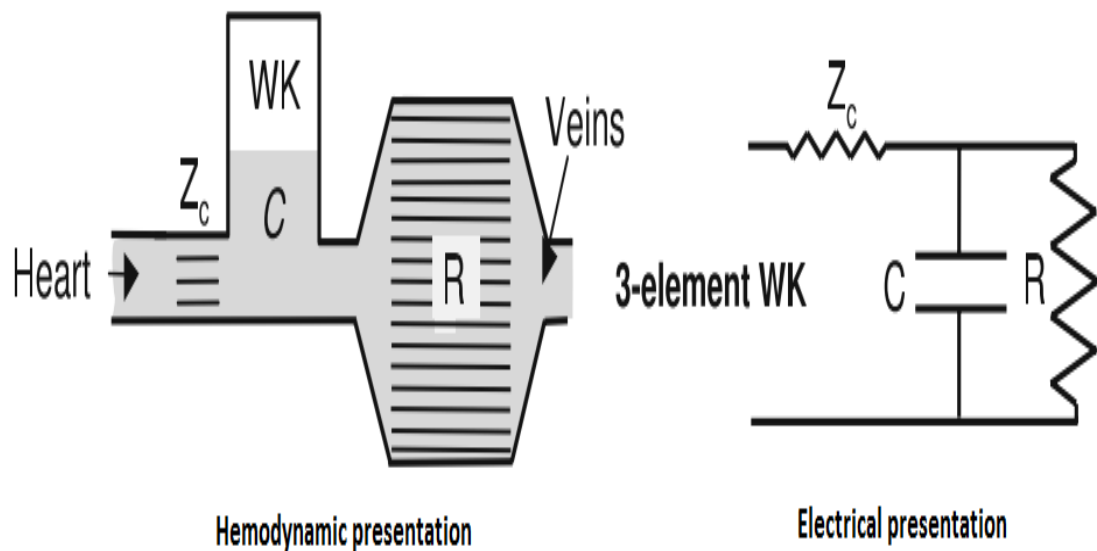 WK
Veins
Z_c
C
Heart
R
Hemodynamic presentation
Z_c
3-element WK
C
R
Electrical presentation